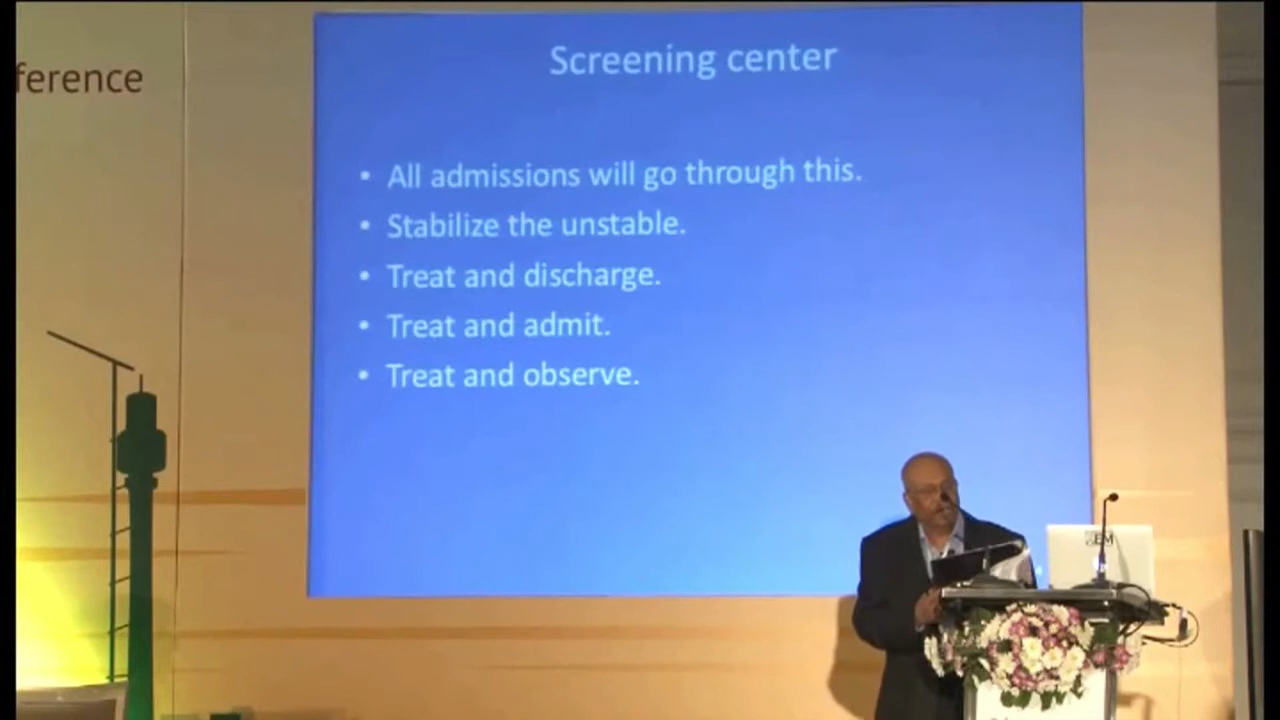 ference
Screening center
• All admissions will go through this.
• Stabilize the unstable.
• Treat and discharge.
• Treat and admit.
• Treat and observe.
EM